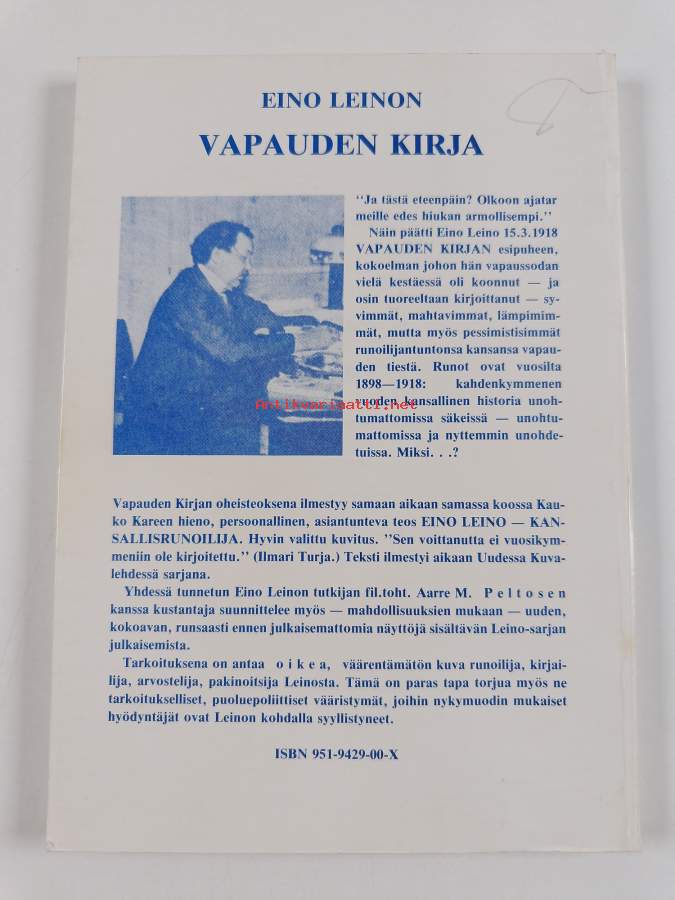 EINO LEINON
VAPAUDEN KIRJA
"Ja tästä eteenpäin? Olkoon ajatar
meille edes hiukan armollisempi."
Näin päätti Eino Leino 15.3.1918
VAPAUDEN KIRJAN esipuheen,
kokoelman johon hän vapaussodan
vielä kestäessä oli koonnut — ja
osin tuoreeltaan kirjoittanut — sy-
vimmät, mahtavimmat, lämpimim-
mät, mutta myös pessimistisimmät
runoilijantuntonsa kansansa vapau-
den tiestä. Runot ovat vuosilta
1898—1918: kahdenkymmenen
vuoden kansallinen historia unoh-
Antikvariaatti.net
tumattomissa säkeissä — unohtu-
mattomissa ja nyttemmin unohde-
tuissa. Miksi. . .?
Vapauden Kirjan oheisteoksena ilmestyy samaan aikaan samassa koossa Kau-
ko Kareen hieno, persoonallinen, asiantunteva teos EINO LEINO — KAN-
SALLISRUNOILIJA. Hyvin valittu kuvitus. "Sen voittanutta ei vuosikym-
meniin ole kirjoitettu." (Ilmari Turja.) Teksti ilmestyi aikaan Uudessa Kuva-
lehdessä sarjana.
Yhdessä tunnetun Eino Leinon tutkijan fil.toht. Aarre M. Peltosen
kanssa kustantaja suunnittelee myös — mahdollisuuksien mukaan — uuden,
kokoavan, runsaasti ennen julkaisemattomia näyttöjä sisältävän Leino-sarjan
julkaisemista.
Tarkoituksena on antaa oikea, väärentämätön kuva runoilija, kirjai-
lija, arvostelija, pakinoitsija Leinosta. Tämä on paras tapa torjua myös ne
tarkoitukselliset, puoluepoliittiset vääristymät, joihin nykymuodin mukaiset
hyödyntäjät ovat Leinon kohdalla syyllistyneet.
ISBN 951-9429-00-X